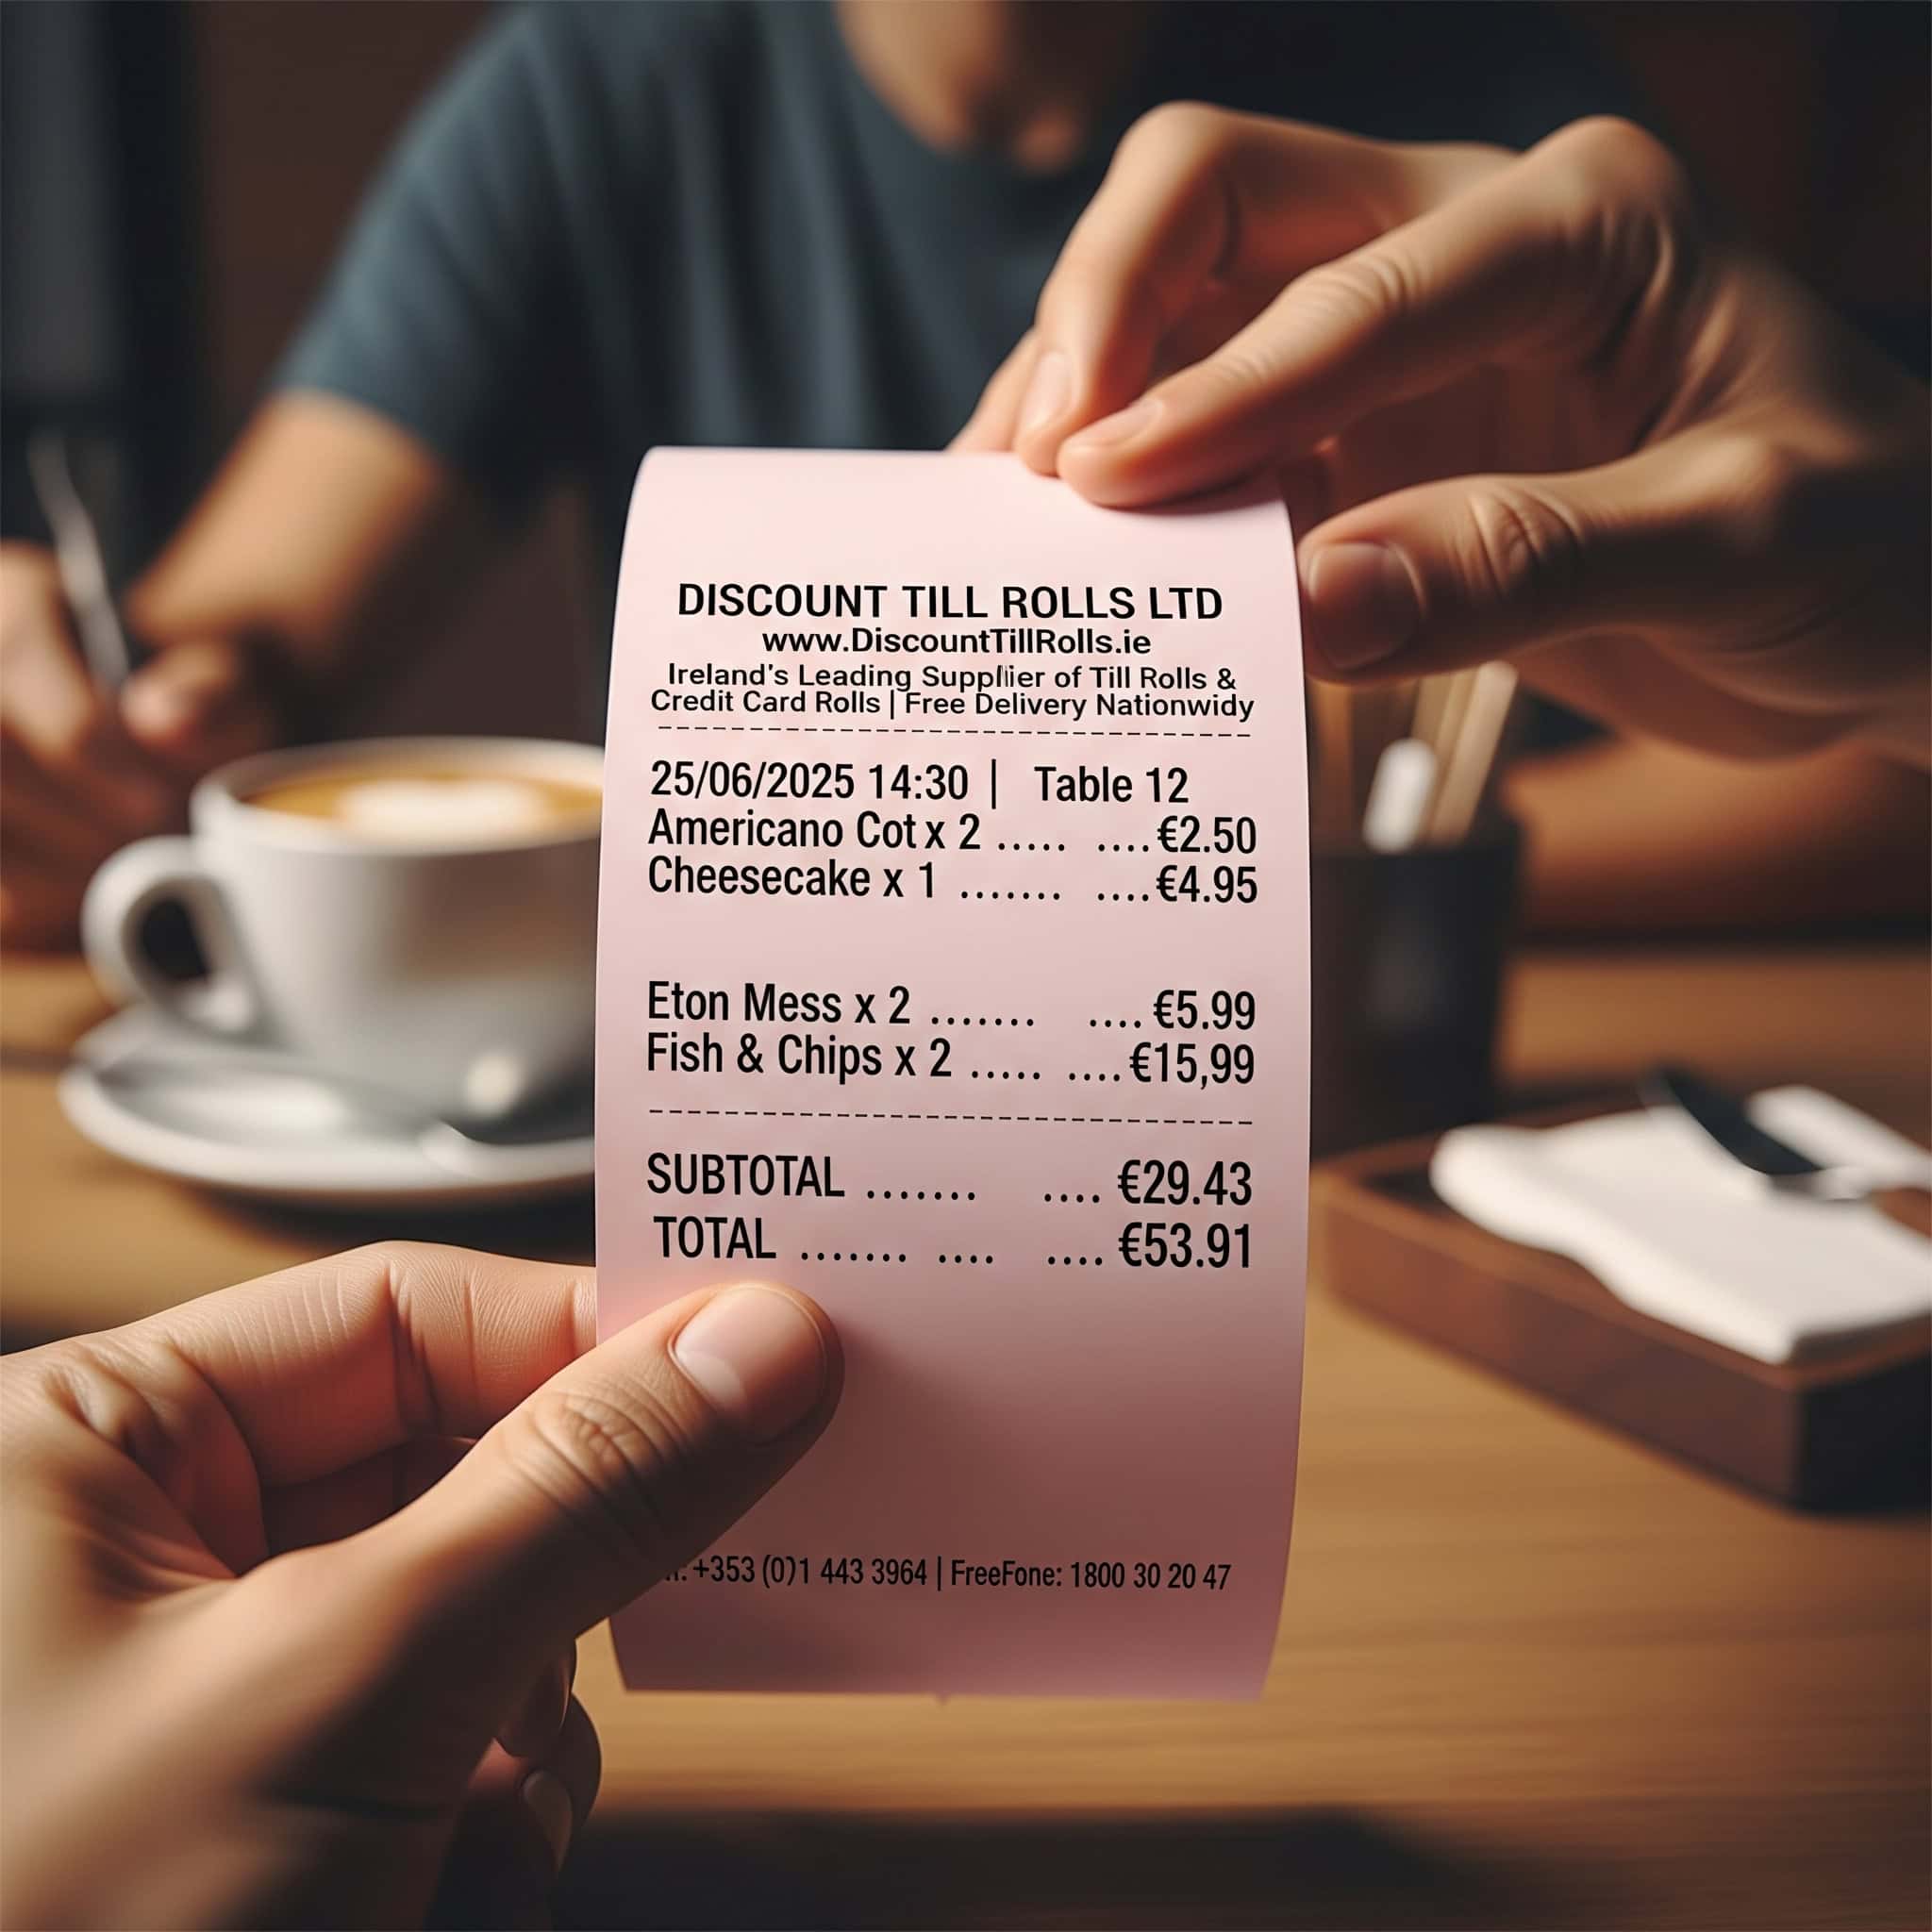 DISCOUNT TILL ROLLS LTD
www.DiscountTillRolls.ie
Ireland's Leading Supplier of Till Rolls &
Credit Card Rolls | Free Delivery Nationwidy
25/06/2025 14:30 | Table 12
Americano Cot x 2 ..... ....€2.50
Cheesecake x 1 ....... ....€4.95
Eton Mess x 2 ....... ....€5.99
Fish & Chips x 2 ..... ....€15,99
SUBTOTAL ....... .... €29.43
TOTAL ....... .... .... €53.91
+353 (0)1 443 3964 | FreeFone: 1800 30 20 47